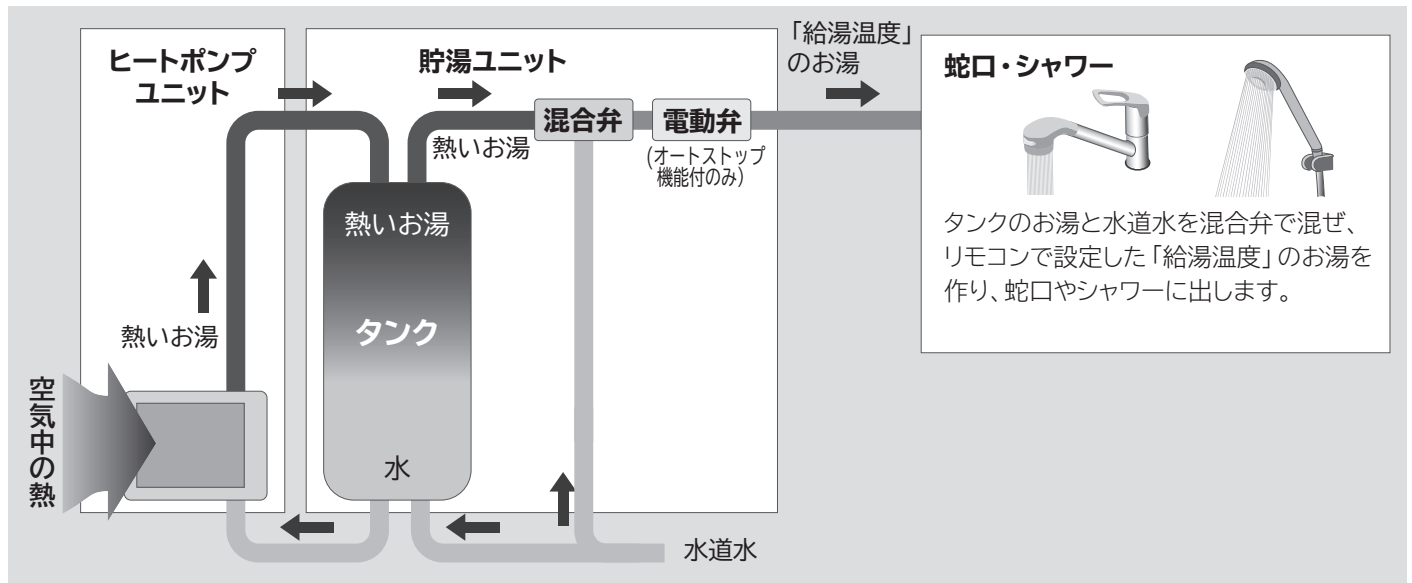 ヒートポンプ
ユニット
貯湯ユニット
「給湯温度」
のお湯
蛇口・シャワー
混合弁
電動弁
(オートストップ
機能付のみ)
熱いお湯
熱いお湯
タンク
水
熱いお湯
空気中の熱
水道水
タンクのお湯と水道水を混合弁で混ぜ、
リモコンで設定した「給湯温度」のお湯を
作り、蛇口やシャワーに出します。